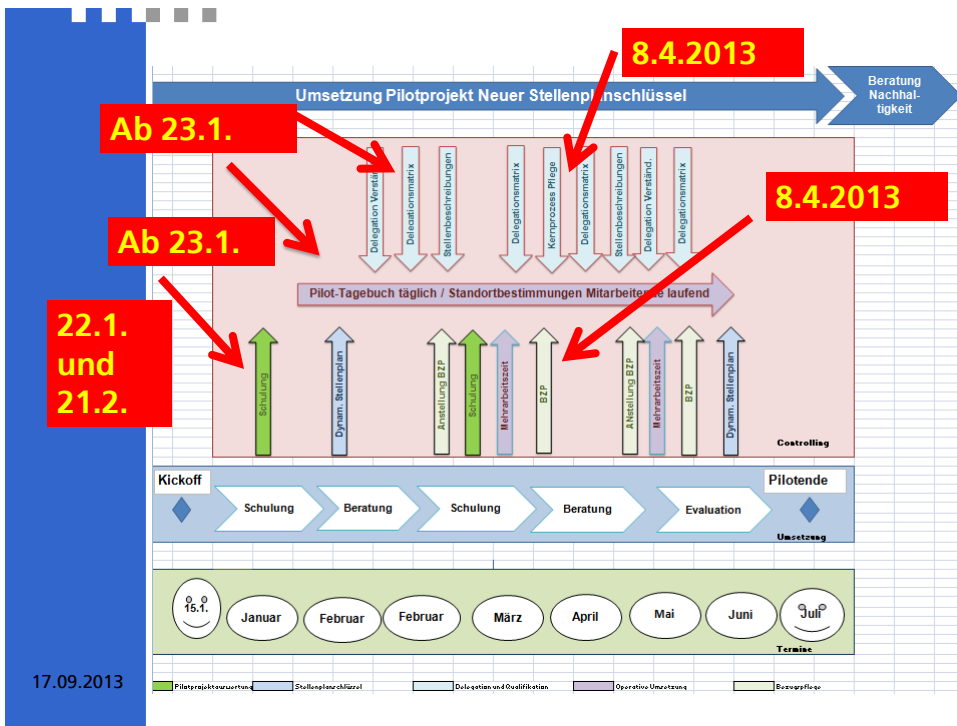 8.4.2013
Umsetzung Pilotprojekt Neuer Stellenplanschlüssel
Beratung
Nachhal-
tigkeit
Ab 23.1.
Delegation Verständ.
Delegationsmatrix
Stellenbeschreibungen
Delegationsmatrix
Kernprozess Pflege
Delegationsmatrix
Stellenbeschreibungen
Delegation Verständ.
Delegationsmatrix
8.4.2013
Ab 23.1.
Pilot-Tagebuch täglich / Standortbestimmungen Mitarbeitende laufend
22.1.
und
21.2.
Schulung
Dynam. Stellenplan
Anstellung BZP
Schulung
Mehrarbeitszeit
BZP
ANstellung BZP
Mehrarbeitszeit
BZP
Dynam. Stellenplan
Controlling
Kickoff
Pilotende
Schulung
Beratung
Schulung
Beratung
Evaluation
Umsetzung
15.1.
Januar
Februar
Februar
März
April
Mai
Juni
Juli
Termine
17.09.2013
Pilotprojektauswertung
Stellenplanschlüssel
Delegation und Qualifikation
Operative Umsetzung
Bezugspflege